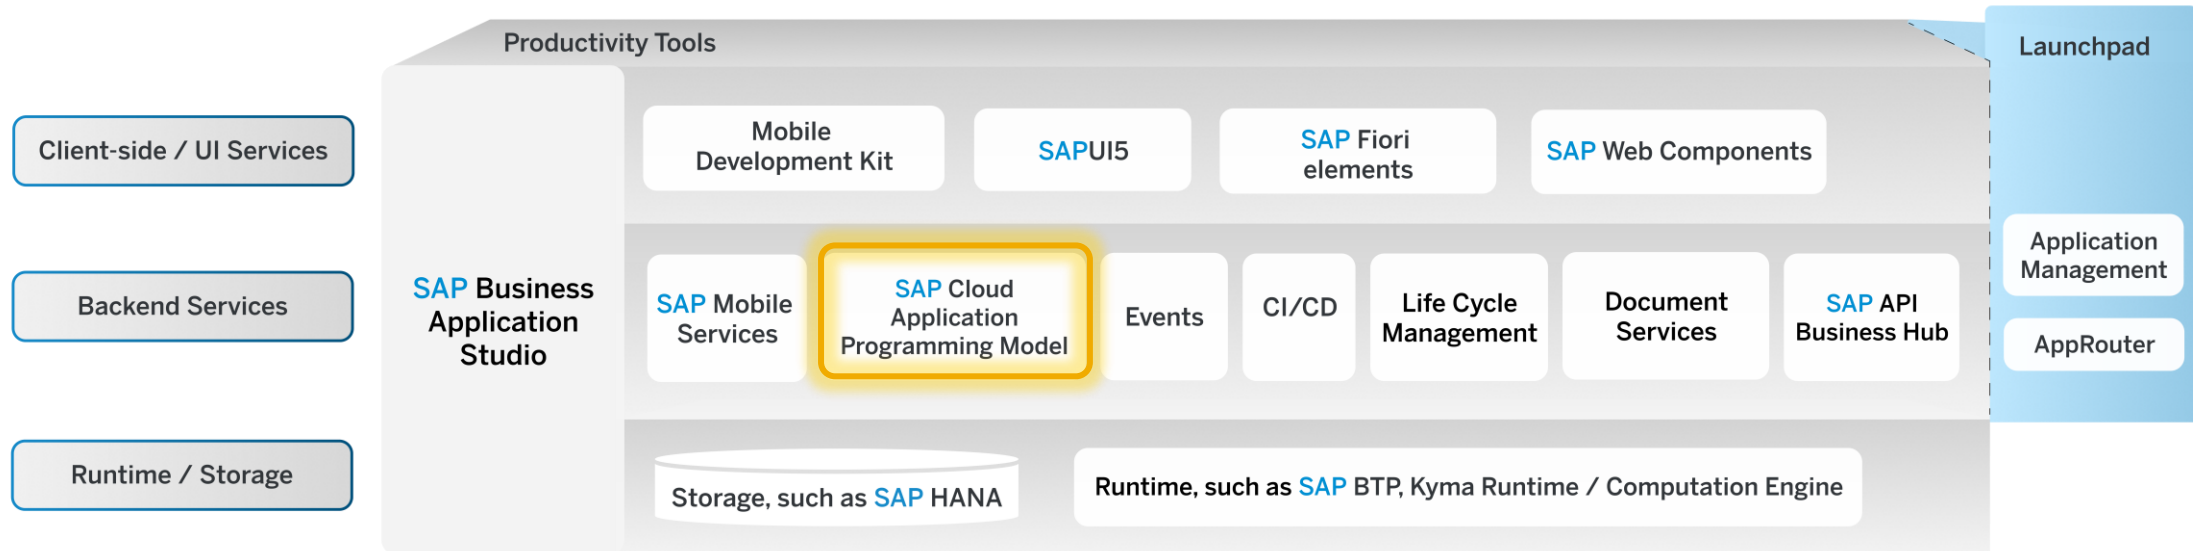 Productivity Tools
Launchpad
Client-side / UI Services
Mobile
Development Kit
SAPUI5
SAP Fiori
elements
SAP Web Components
Backend Services
SAP Business
Application
Studio
SAP Mobile
Services
SAP Cloud
Application
Programming Model
Events
CI/CD
Life Cycle
Management
Document
Services
SAP API
Business Hub
Application
Management
AppRouter
Runtime / Storage
Storage, such as SAP HANA
Runtime, such as SAP BTP, Kyma Runtime / Computation Engine